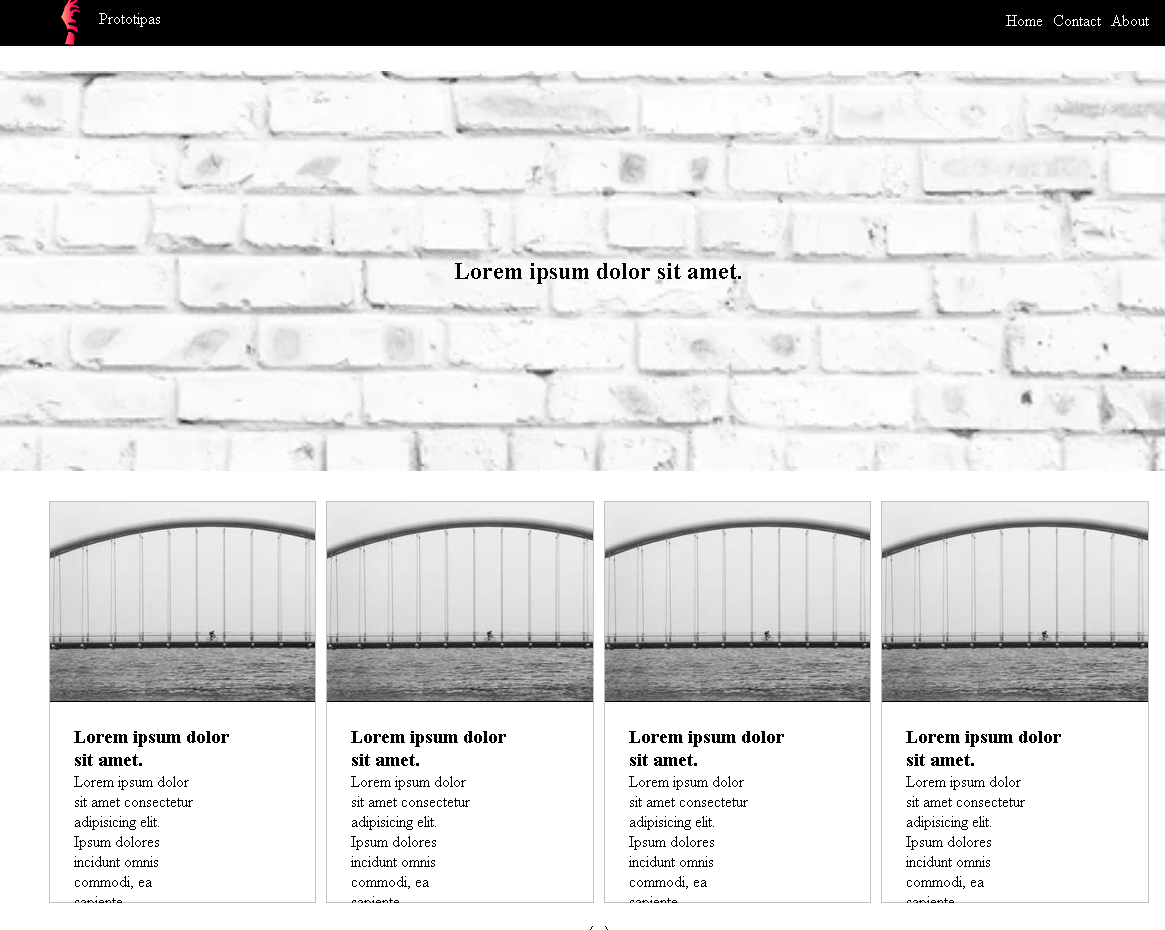 Prototipas
Home Contact About
Lorem ipsum dolor sit amet.
Lorem ipsum dolor
sit amet.
Lorem ipsum dolor
sit amet consectetur
adipisicing elit.
Ipsum dolores
incidunt omnis
commodi, ea
sapiente
Lorem ipsum dolor
sit amet.
Lorem ipsum dolor
sit amet consectetur
adipisicing elit.
Ipsum dolores
incidunt omnis
commodi, ea
sapiente
Lorem ipsum dolor
sit amet.
Lorem ipsum dolor
sit amet consectetur
adipisicing elit.
Ipsum dolores
incidunt omnis
commodi, ea
sapiente
Lorem ipsum dolor
sit amet.
Lorem ipsum dolor
sit amet consectetur
adipisicing elit.
Ipsum dolores
incidunt omnis
commodi, ea
sapiente